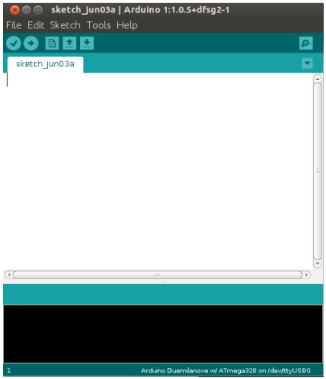 sketch_jun03a | Arduino 1:1.0.5+dfsg2-1
File Edit Sketch Tools Help
sketch_jun03a
1
Arduino Duemilanove w/ ATmega328 on /dev/ttyUSB0